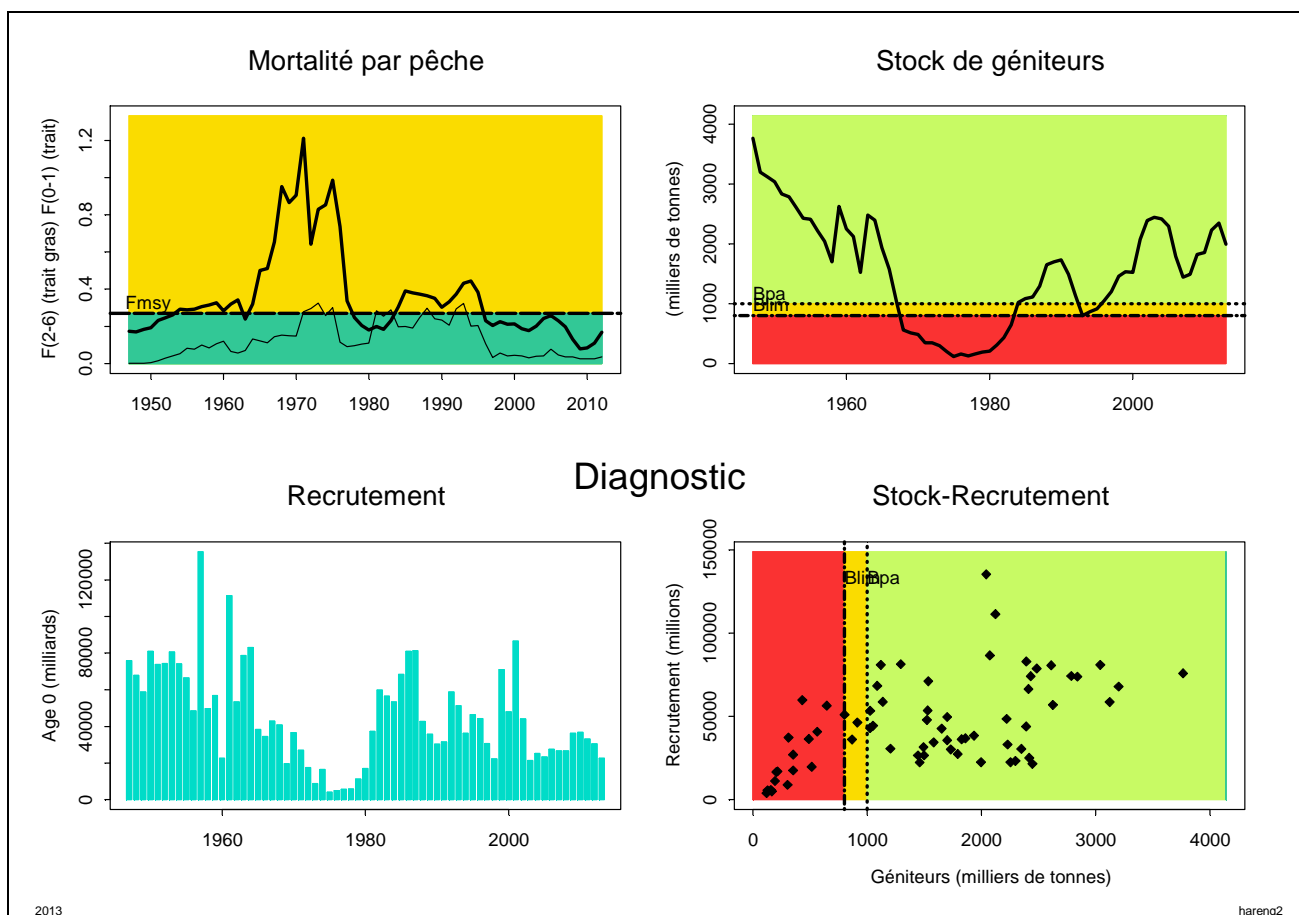 Mortalité par pêche
F(2-6) (trait gras) F(0-1) (trait)
0.0 0.4 0.8 1.2
Fmsy
1950 1960 1970 1980 1990 2000 2010
Stock de géniteurs
(milliers de tonnes)
0 1000 2000 3000 4000
Bpa
Blim
1960 1980 2000
Diagnostic
Recrutement
Age 0 (milliards)
0 40000 80000 120000
1960 1980 2000
Stock-Recrutement
Recrutement (millions)
0 50000 100000 150000
Blim
Bpa
0 1000 2000 3000 4000
Géniteurs (milliers de tonnes)
2013
hareng2